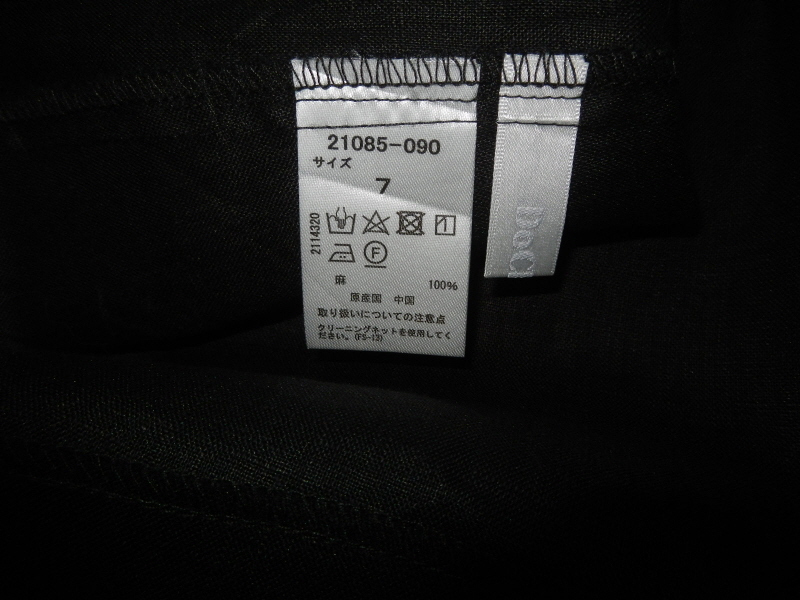 21085-090
サイズ
7
2114320
F
麻 100%
原産国 中国
取り扱いについての注意点
クリーニングネットを使用してく
ださい。(FS-13)